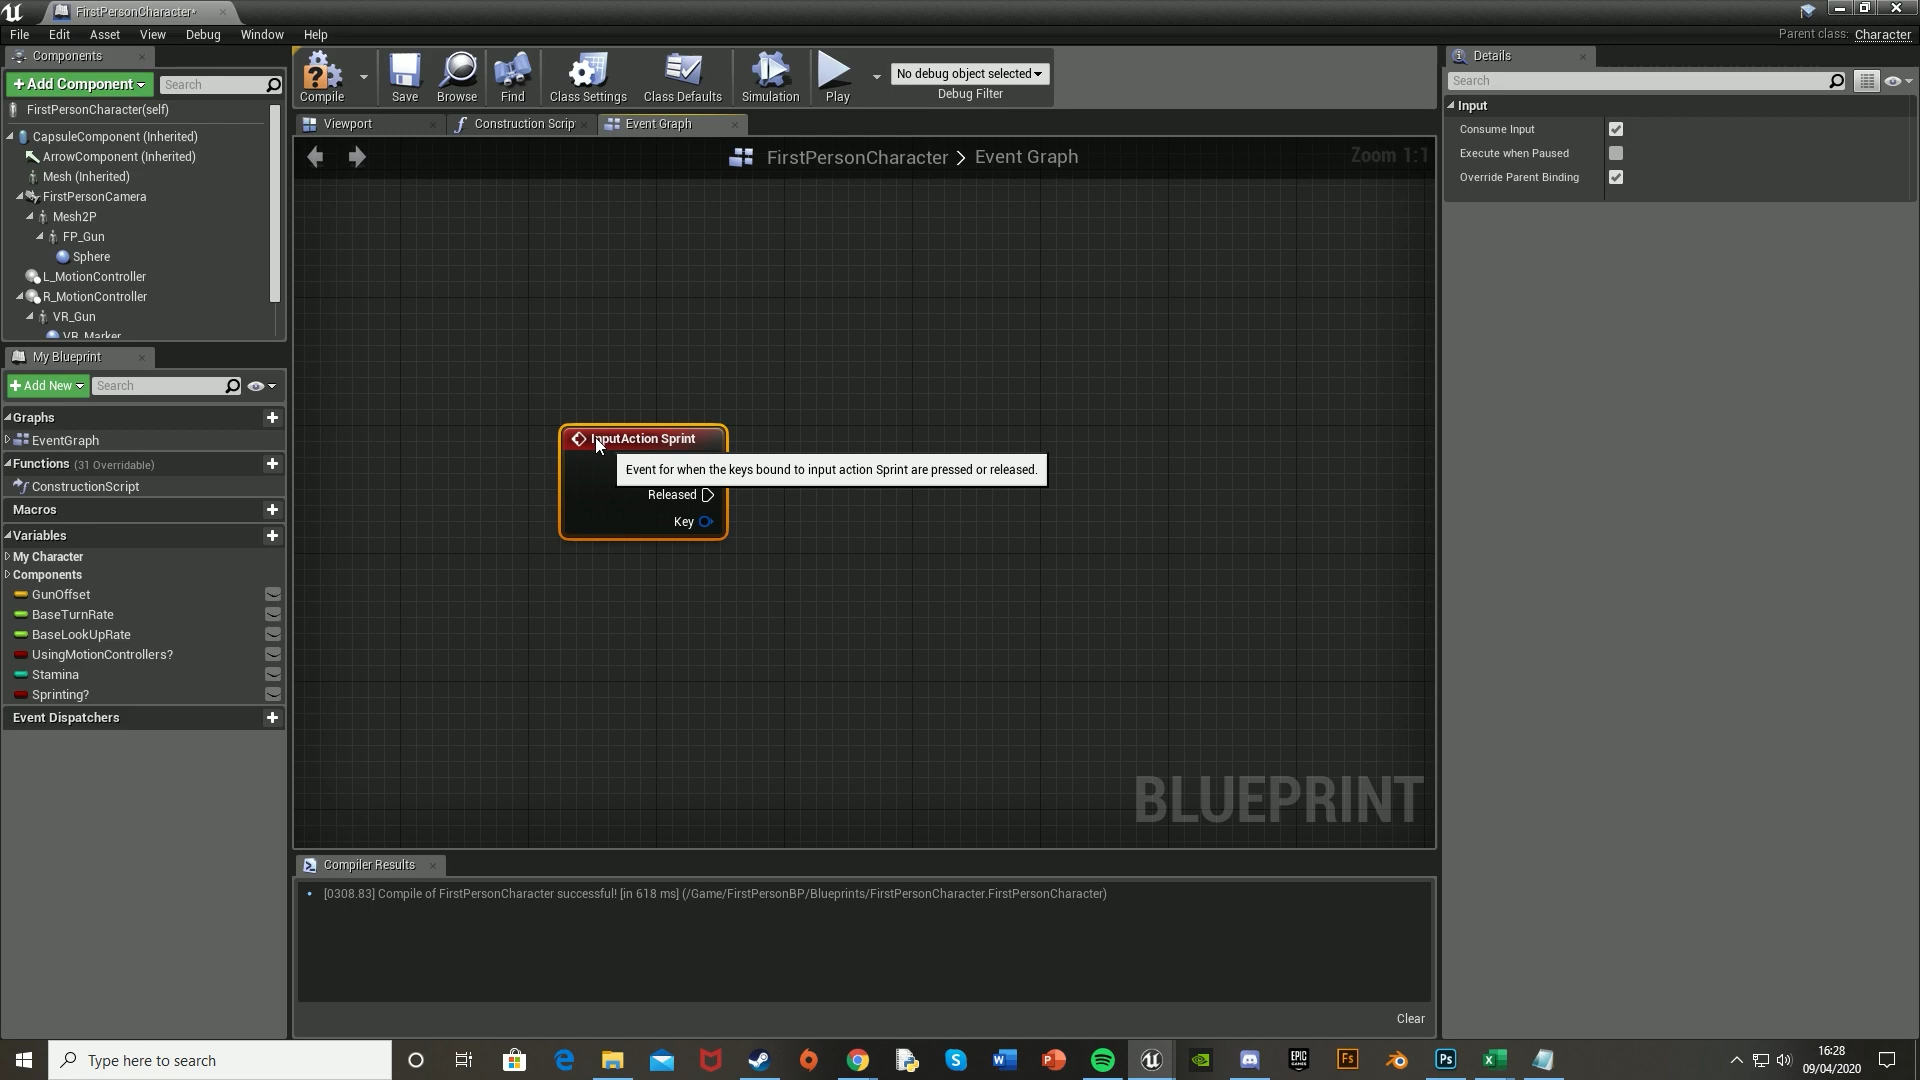 FirstPersonCharacter*
File Edit Asset View Debug Window Help
Parent class: Character
Components
+ Add Component
Search
FirstPersonCharacter(self)
CapsuleComponent (Inherited)
ArrowComponent (Inherited)
Mesh (Inherited)
FirstPersonCamera
Mesh2P
FP_Gun
Sphere
L_MotionController
R_MotionController
VR_Gun
VR_Marker
My Blueprint
+ Add New
Search
Graphs
EventGraph
Functions (31 Overridable)
ConstructionScript
Macros
Variables
My Character
Components
GunOffset
BaseTurnRate
BaseLookUpRate
UsingMotionControllers?
Stamina
Sprinting?
Event Dispatchers
Compile
Save
Browse
Find
Class Settings
Class Defaults
Simulation
Play
No debug object selected
Debug Filter
Viewport
Construction Scrip
Event Graph
FirstPersonCharacter > Event Graph
Zoom 1:1
InputAction Sprint
Event for when the keys bound to input action Sprint are pressed or released.
Released
Key
BLUEPRINT
Compiler Results
[0308.83] Compile of FirstPersonCharacter successful! [in 618 ms] (/Game/FirstPersonBP/Blueprints/FirstPersonCharacter.FirstPersonCharacter)
Clear
Details
Search
Input
Consume Input
Execute when Paused
Override Parent Binding
Type here to search
EPIC GAMES
Fs
Ps
16:28
09/04/2020